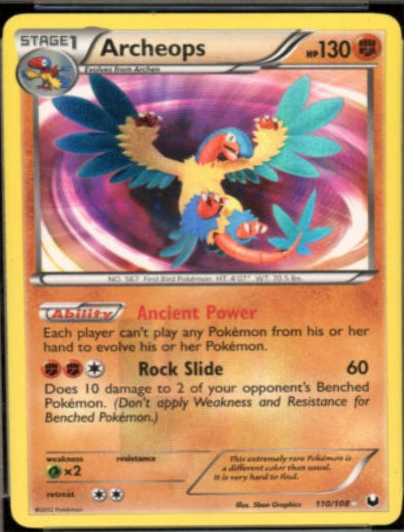 STAGE1
Archeops
HP130
Evolves from Archen
NO. 567 First Bird Pokémon HT: 4'07" WT: 70.5 lbs.
Ability Ancient Power
Each player can't play any Pokémon from his or her
hand to evolve his or her Pokémon.
Rock Slide 60
Does 10 damage to 2 of your opponent's Benched
Pokémon. (Don't apply Weakness and Resistance for
Benched Pokémon.)
weakness resistance
×2
This extremely rare Pokémon is
a different color than usual.
It is very hard to find.
retreat
©2012 Pokémon
Illus. 5ban Graphics 110/108